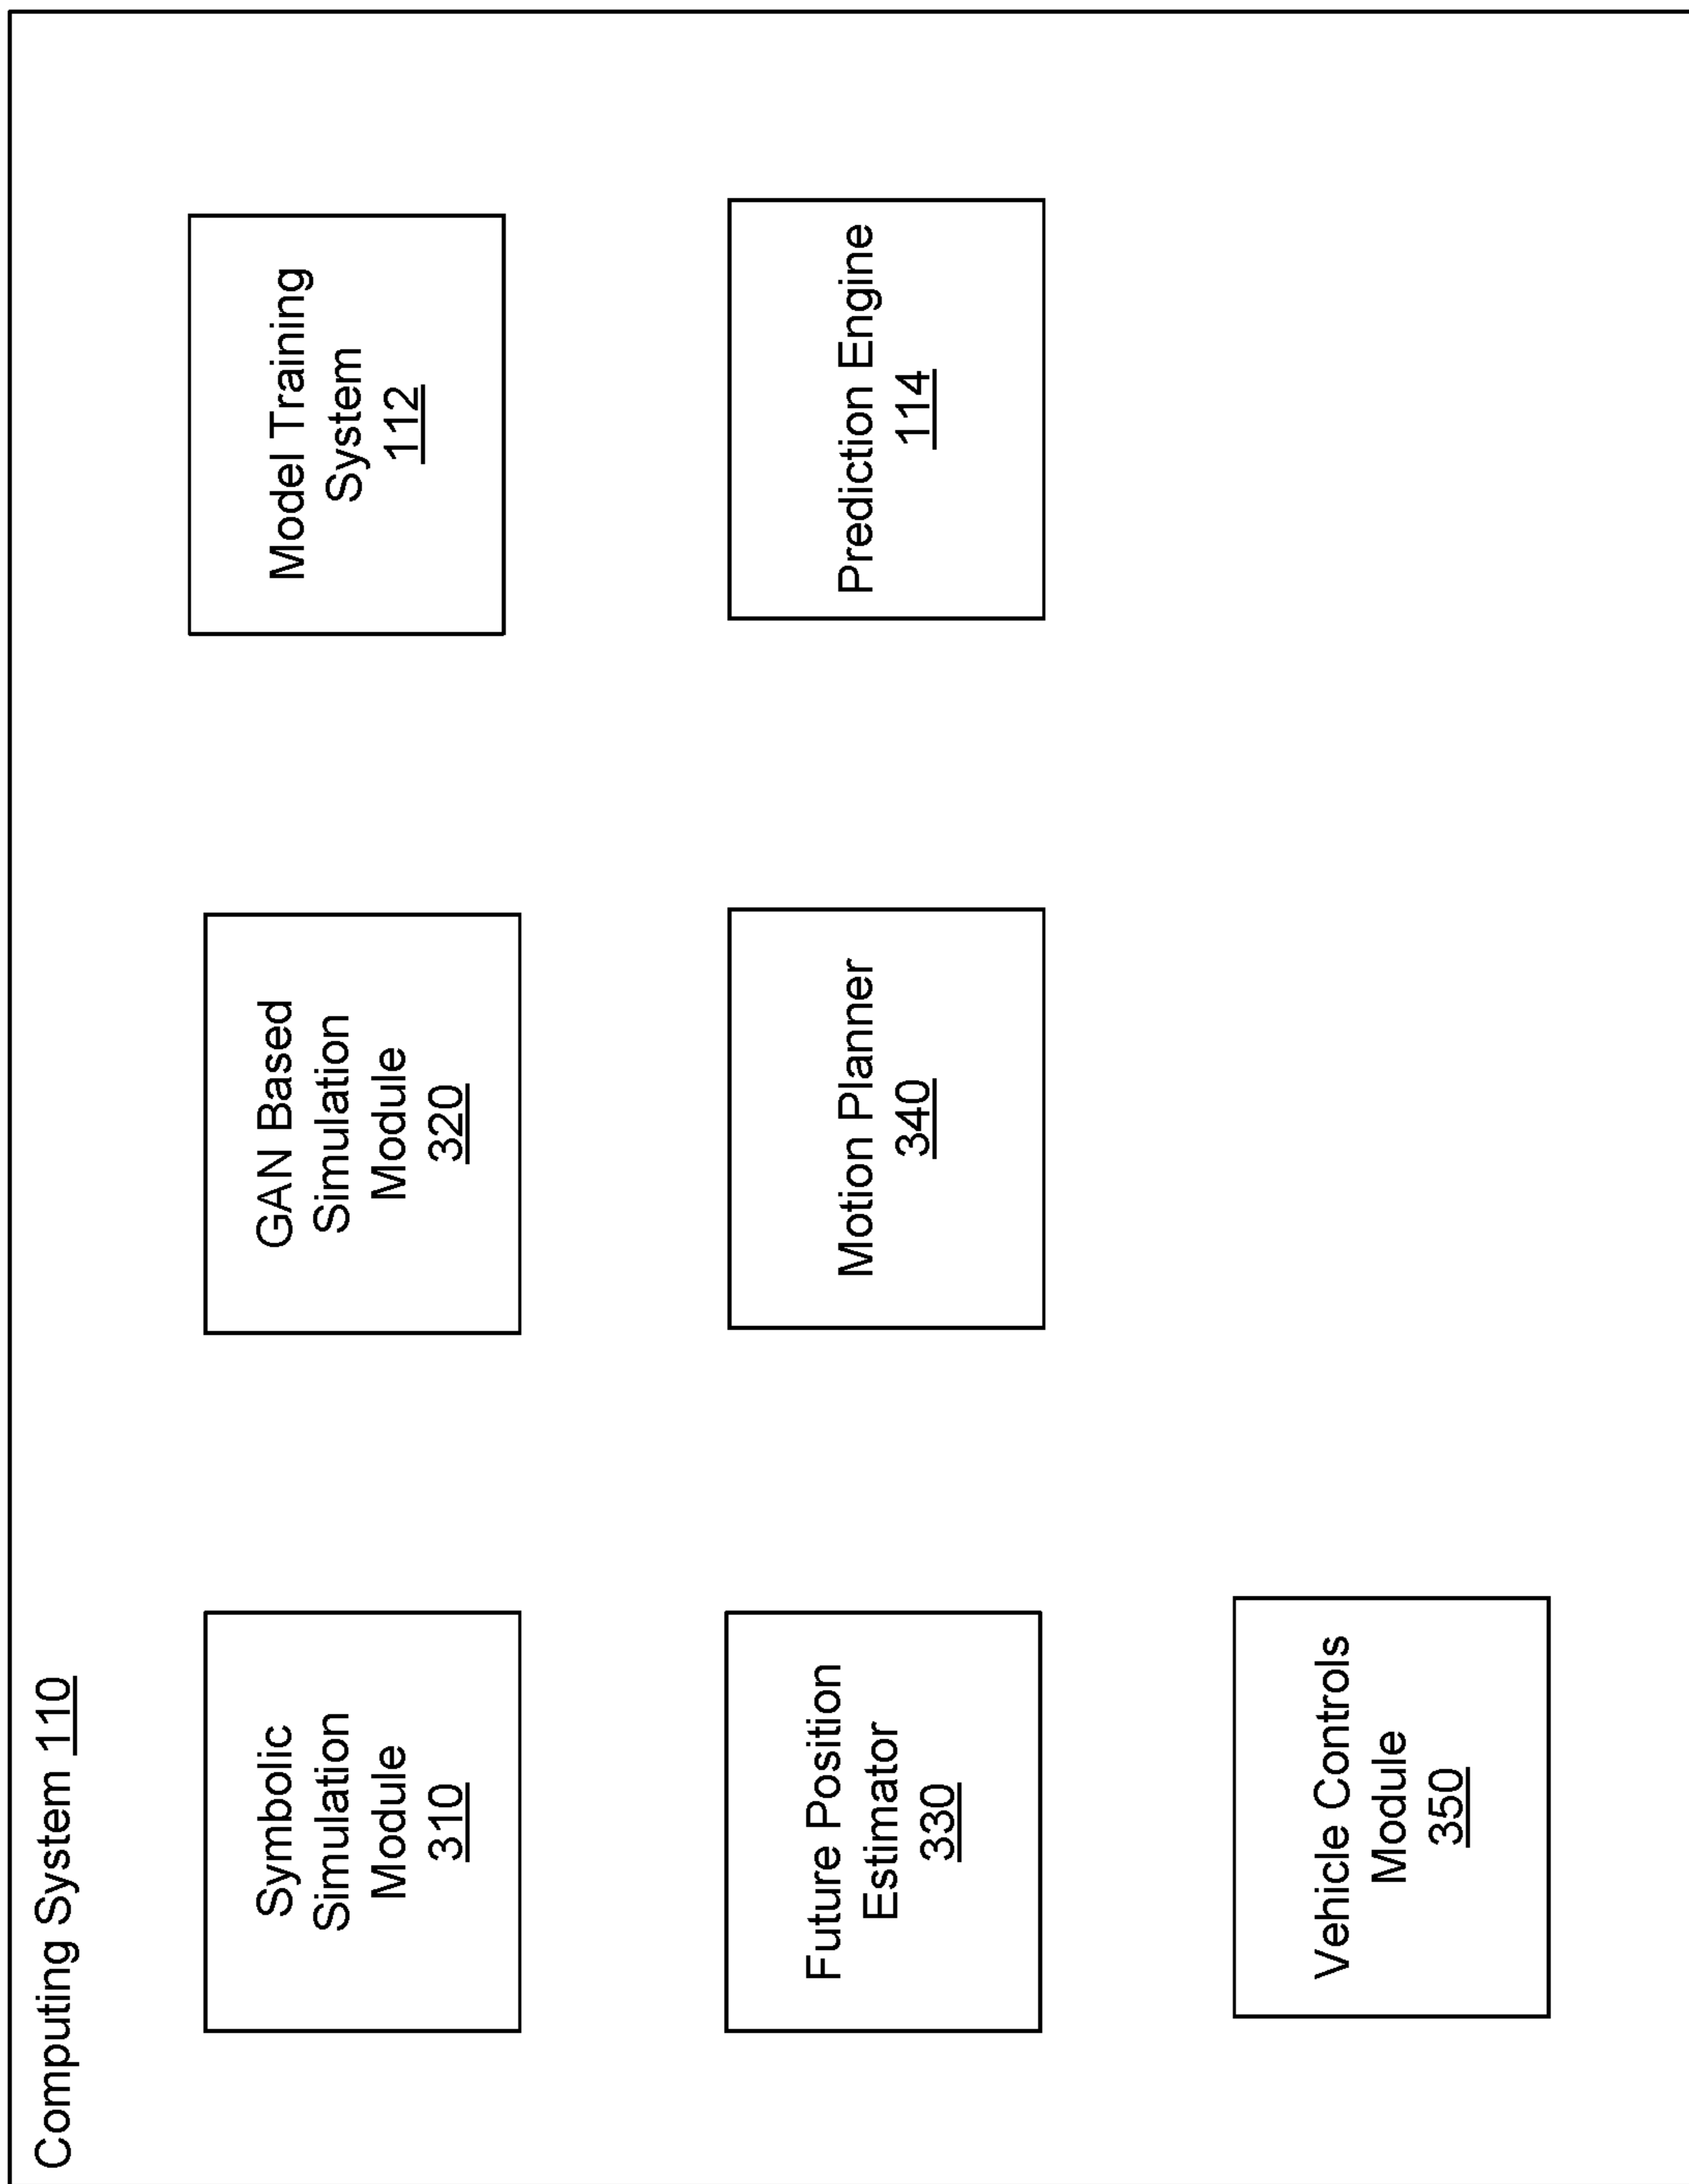 Computing System 110
Symbolic
Simulation
Module
310
GAN Based
Simulation
Module
320
Model Training
System
112
Future Position
Estimator
330
Motion Planner
340
Prediction Engine
114
Vehicle Controls
Module
350